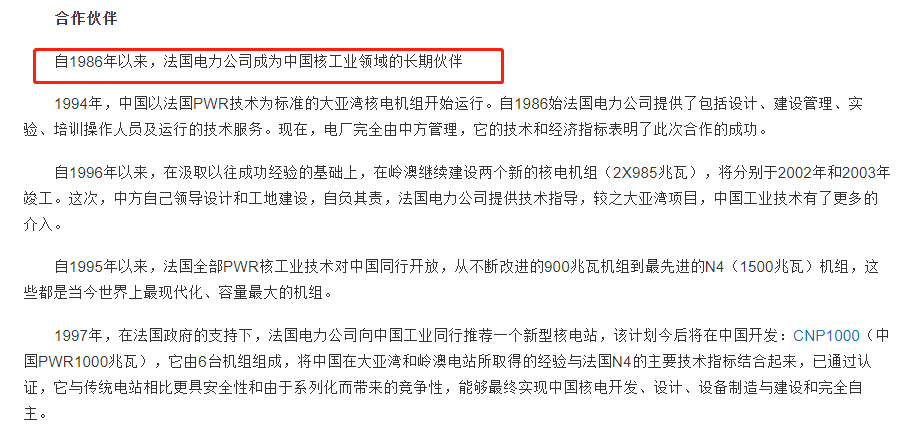 合作伙伴
自1986年以来，法国电力公司成为中国核工业领域的长期伙伴
1994年，中国以法国PWR技术为标准的大亚湾核电机组开始运行。自1986始法国电力公司提供了包括设计、建设管理、实
验、培训操作人员及运行的技术服务。现在，电厂完全由中方管理，它的技术和经济指标表明了此次合作的成功。
自1996年以来，在汲取以往成功经验的基础上，在岭澳继续建设两个新的核电机组（2X985兆瓦），将分别于2002年和2003年
竣工。这次，中方自己领导设计和工地建设，自负其责，法国电力公司提供技术指导，较之大亚湾项目，中国工业技术有了更多的
介入。
自1995年以来，法国全部PWR核工业技术对中国同行开放，从不断改进的900兆瓦机组到最先进的N4（1500兆瓦）机组，这
些都是当今世界上最现代化、容量最大的机组。
1997年，在法国政府的支持下，法国电力公司向中国工业同行推荐一个新型核电站，该计划今后将在中国开发：CNP1000（中
国PWR1000兆瓦），它由6台机组组成，将中国在大亚湾和岭澳电站所取得的经验与法国N4的主要技术指标结合起来，已通过认
证，它与传统电站相比更具安全性和由于系列化而带来的竞争性，能够最终实现中国核电开发、设计、设备制造与建设和完全自
主。